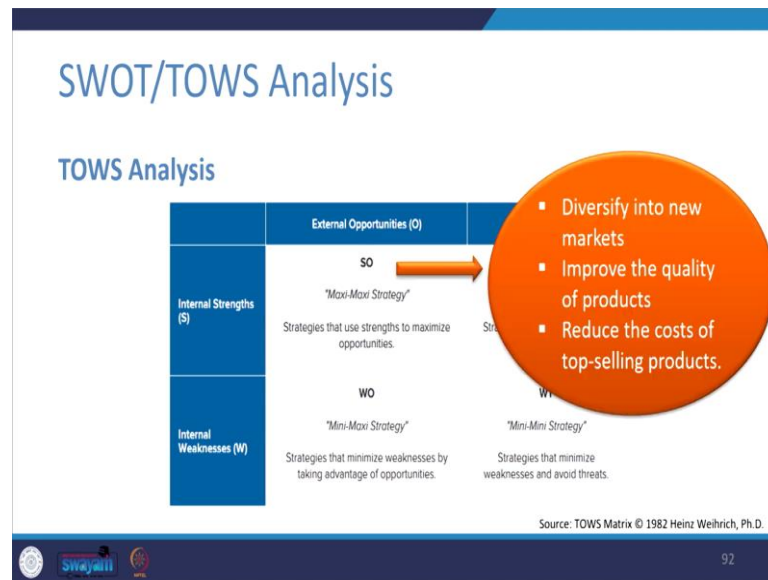 SWOT/TOWS Analysis
TOWS Analysis
External Opportunities (O)
Internal Strengths
(S)
SO
"Maxi-Maxi Strategy"
Strategies that use strengths to maximize
opportunities.
▪ Diversify into new
markets
▪ Improve the quality
of products
▪ Reduce the costs of
top-selling products.
Internal
Weaknesses (W)
WO
"Mini-Maxi Strategy"
Strategies that minimize weaknesses by
taking advantage of opportunities.
"Mini-Mini Strategy"
Strategies that minimize
weaknesses and avoid threats.
Source: TOWS Matrix © 1982 Heinz Weihrich, Ph.D.
swayam
92